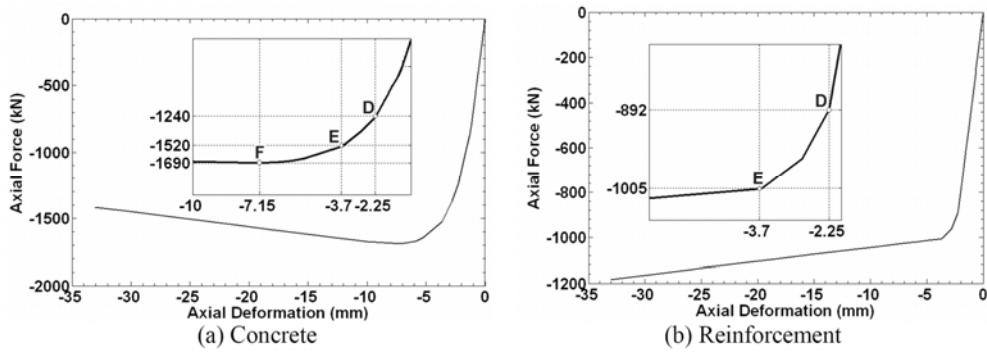 0
-500
-1000
-1500
-2000
Axial Force (kN)
-35 -30 -25 -20 -15 -10 -5 0
Axial Deformation (mm)
-1240
-1520
-1690
D
E
F
-10 -7.15 -3.7 -2.25
(a) Concrete
0
-200
-400
-600
-800
-1000
-1200
Axial Force (kN)
-35 -30 -25 -20 -15 -10 -5 0
Axial Deformation (mm)
-892
-1005
D
E
-3.7 -2.25
(b) Reinforcement